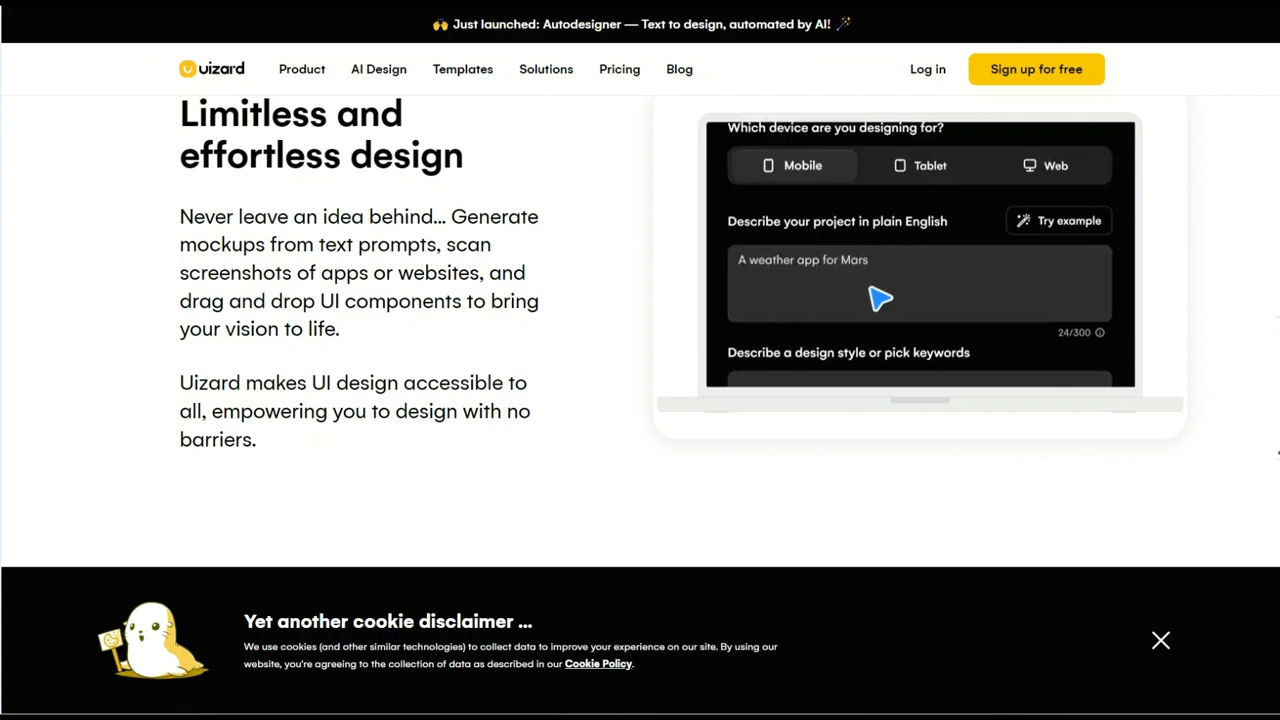 🙌 Just launched: Autodesigner — Text to design, automated by AI! 🪄
uizard
Product
AI Design
Templates
Solutions
Pricing
Blog
Log in
Sign up for free
Limitless and
effortless design
Never leave an idea behind... Generate
mockups from text prompts, scan
screenshots of apps or websites, and
drag and drop UI components to bring
your vision to life.
Uizard makes UI design accessible to
all, empowering you to design with no
barriers.
Which device are you designing for?
Mobile
Tablet
Web
Describe your project in plain English
Try example
A weather app for Mars
24/300
Describe a design style or pick keywords
Yet another cookie disclaimer ...
We use cookies (and other similar technologies) to collect data to improve your experience on our site. By using our
website, you're agreeing to the collection of data as described in our Cookie Policy.